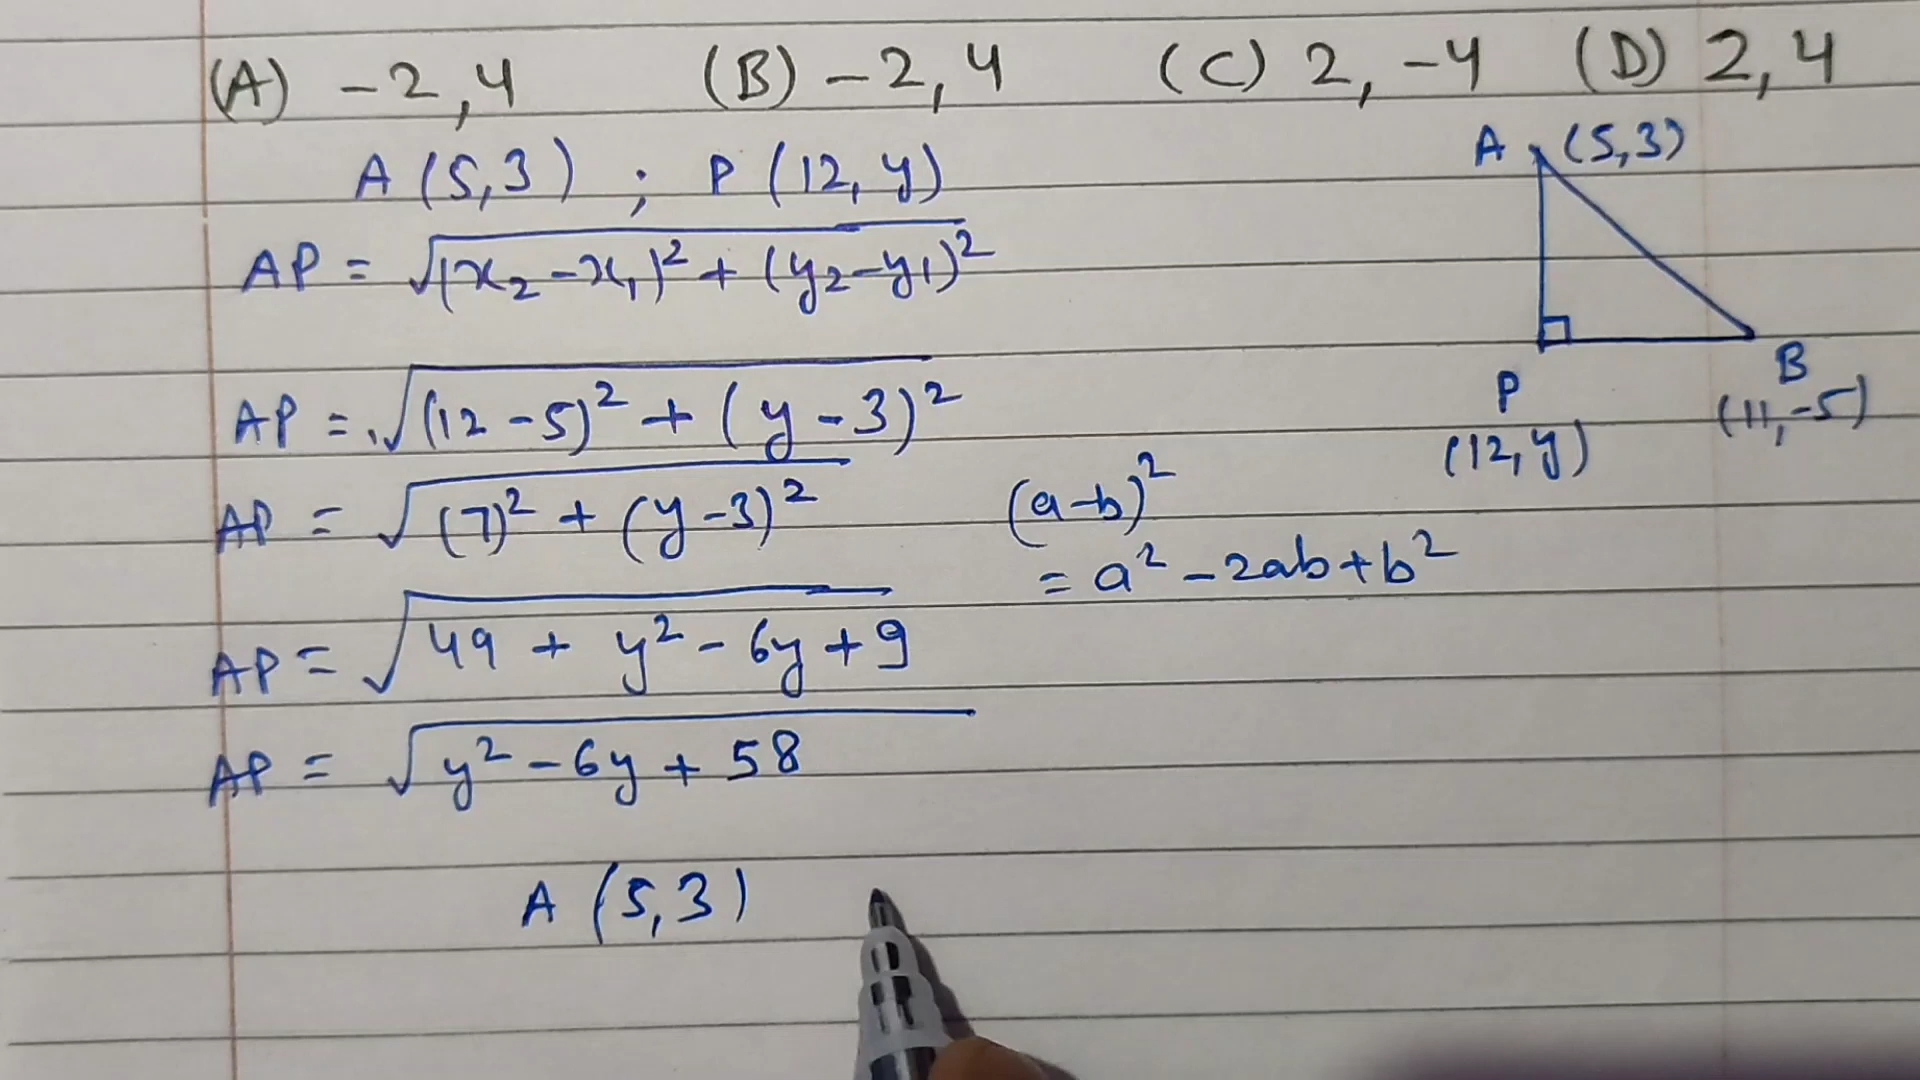 (A) -2,4 (B) -2,4 (C) 2,-4 (D) 2,4
A (5,3) ; P (12, y)
AP = √(x₂-x₁)² + (y₂-y₁)²
AP = √(12-5)² + (y-3)²
AP = √(7)² + (y-3)²
AP = √49 + y² - 6y + 9
AP = √y² - 6y + 58
A (5,3)
A (5,3)
P
(12, y)
B
(11,-5)
(a-b)²
= a² - 2ab + b²